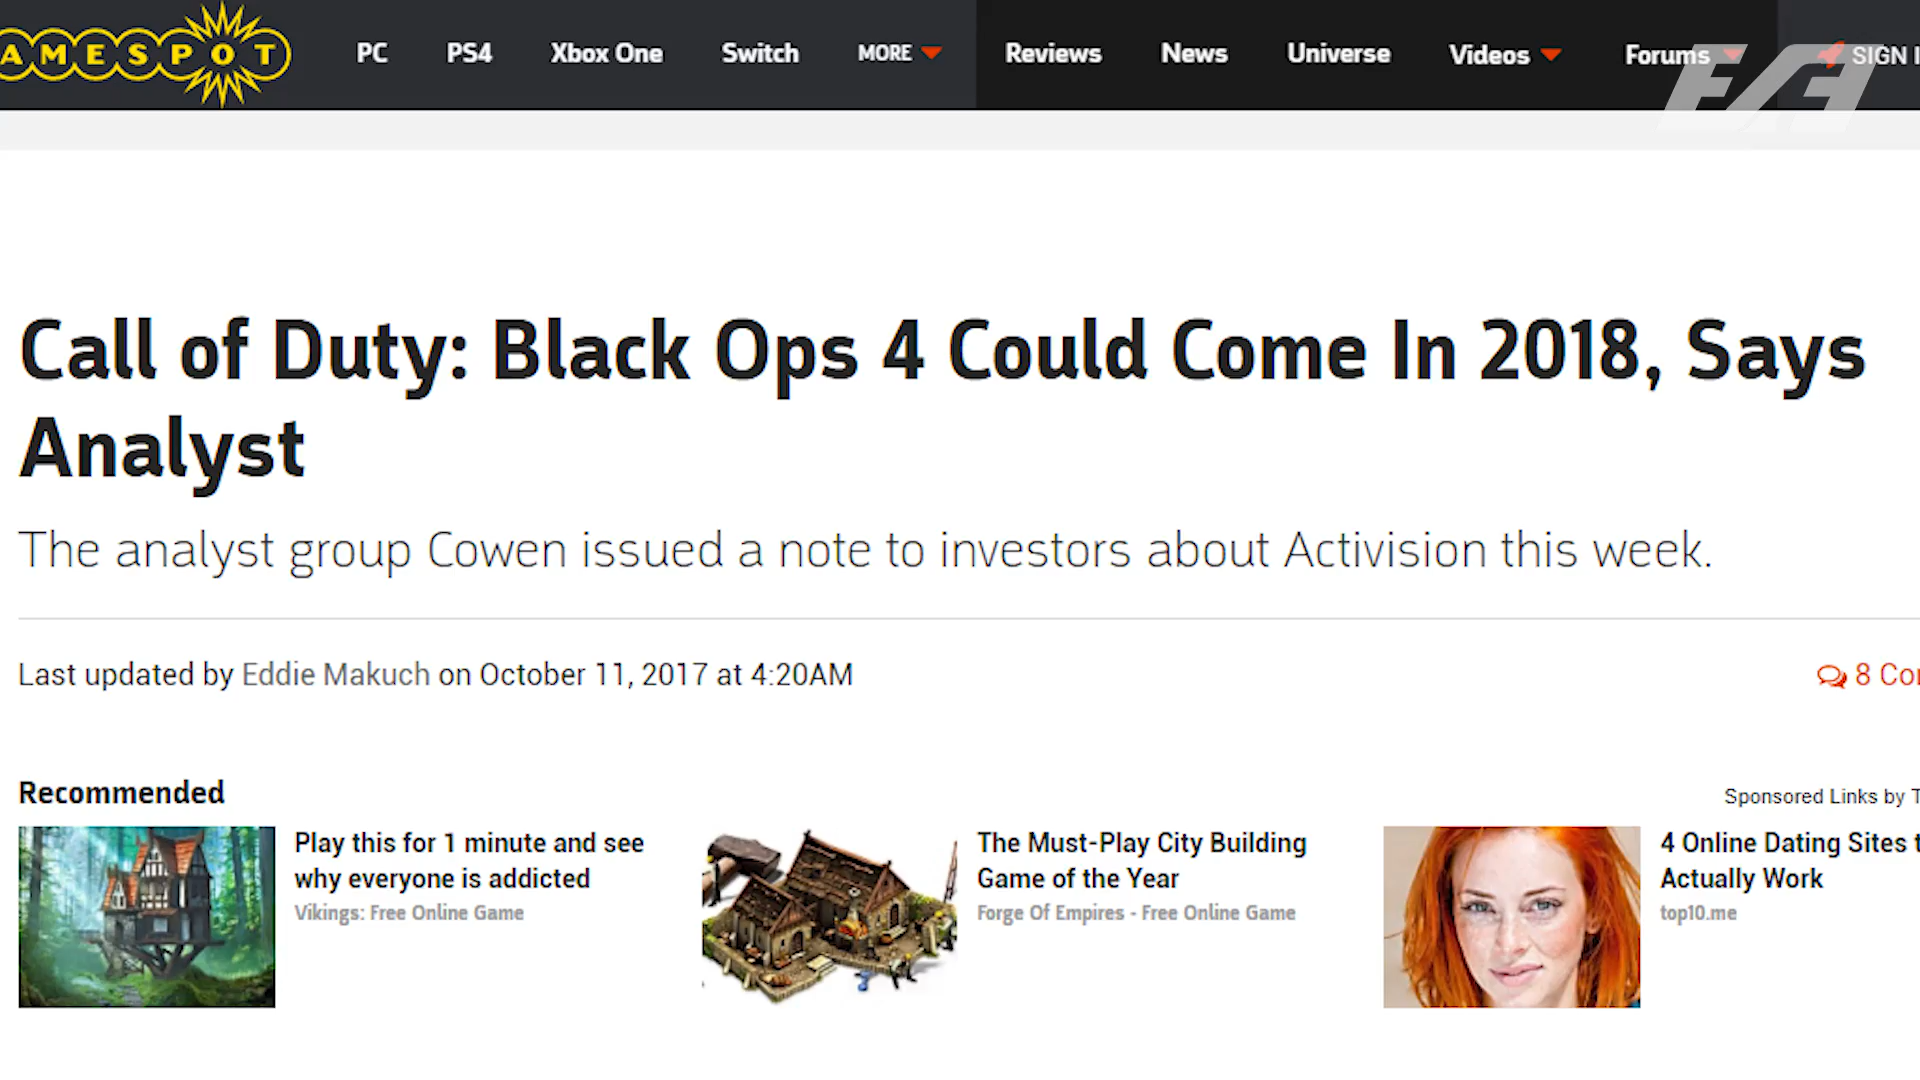 AMESPOT
PC PS4 Xbox One Switch MORE Reviews News Universe Videos Forums SIGN I
Call of Duty: Black Ops 4 Could Come In 2018, Says
Analyst
The analyst group Cowen issued a note to investors about Activision this week.
Last updated by Eddie Makuch on October 11, 2017 at 4:20AM
8 Co
Recommended
Sponsored Links by T
Play this for 1 minute and see
why everyone is addicted
Vikings: Free Online Game
The Must-Play City Building
Game of the Year
Forge Of Empires - Free Online Game
4 Online Dating Sites t
Actually Work
top10.me